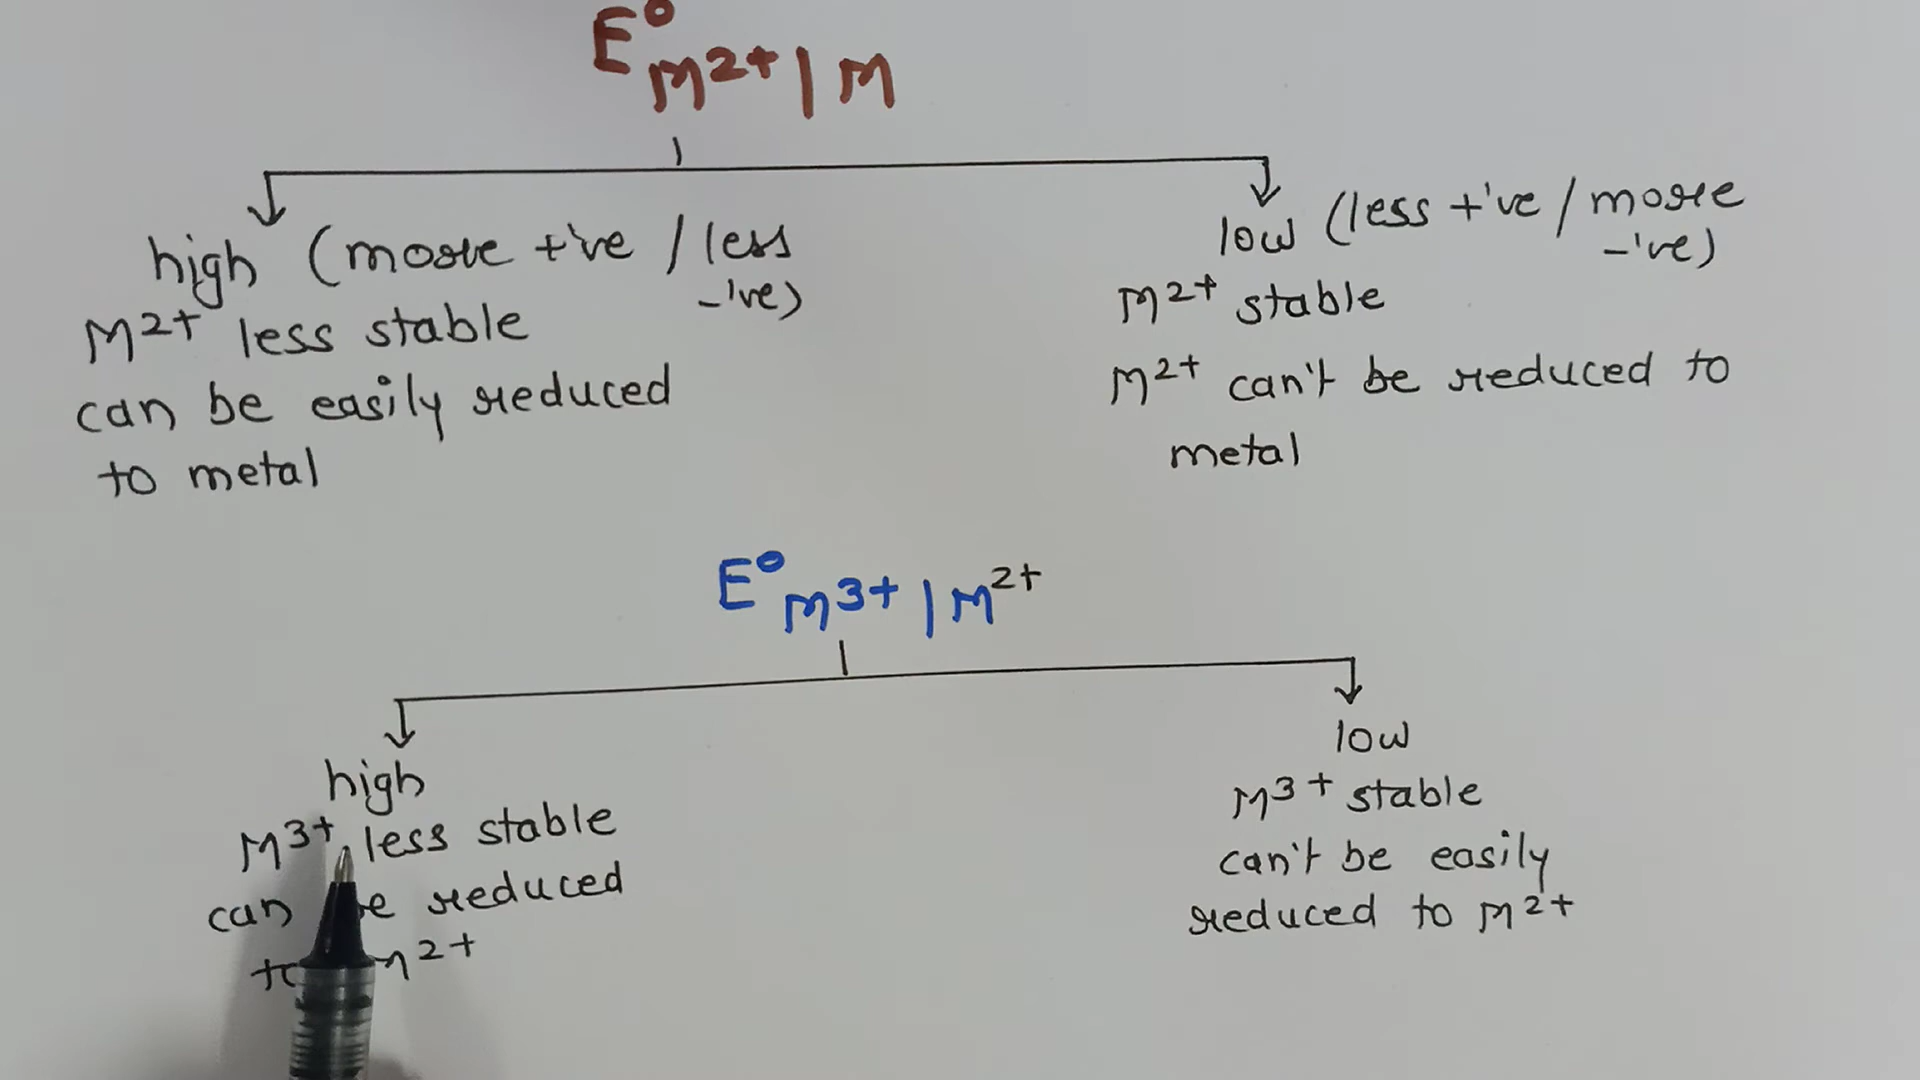 E° M²⁺ | M
high (more +'ve / less
-'ve)
M²⁺ less stable
can be easily reduced
to metal
low (less +'ve / more
-'ve)
M²⁺ stable
M²⁺ can't be reduced to
metal
E° M³⁺ | M²⁺
high
M³⁺ less stable
can reduced
M²⁺
low
M³⁺ stable
can't be easily
reduced to M²⁺